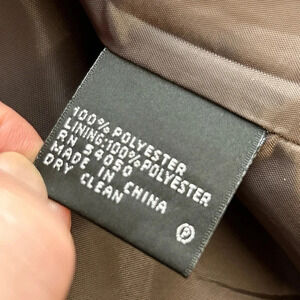 100% POLYESTER
LINING:100% POLYESTER
RN 59050
MADE IN CHINA
DRY CLEAN
P